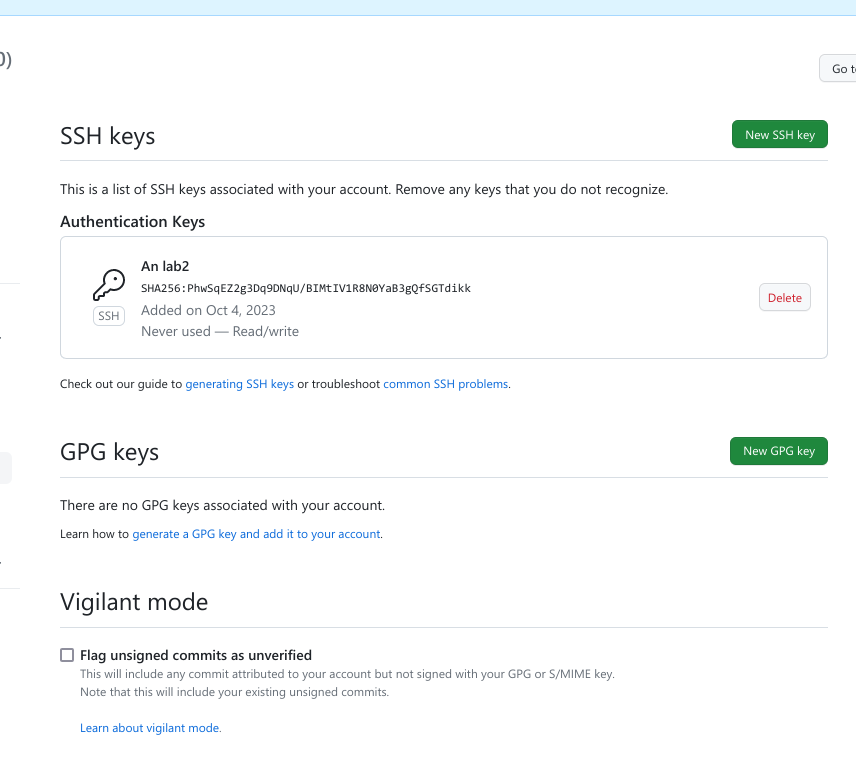 0)
Go t
SSH keys
New SSH key
This is a list of SSH keys associated with your account. Remove any keys that you do not recognize.
Authentication Keys
An lab2
SHA256:PhwSqEZ2g3Dq9DNqU/BIMtIV1R8N0YaB3gQfSGTdikk
SSH
Added on Oct 4, 2023
Never used — Read/write
Delete
Check out our guide to generating SSH keys or troubleshoot common SSH problems.
GPG keys
New GPG key
There are no GPG keys associated with your account.
Learn how to generate a GPG key and add it to your account.
Vigilant mode
Flag unsigned commits as unverified
This will include any commit attributed to your account but not signed with your GPG or S/MIME key.
Note that this will include your existing unsigned commits.
Learn about vigilant mode.